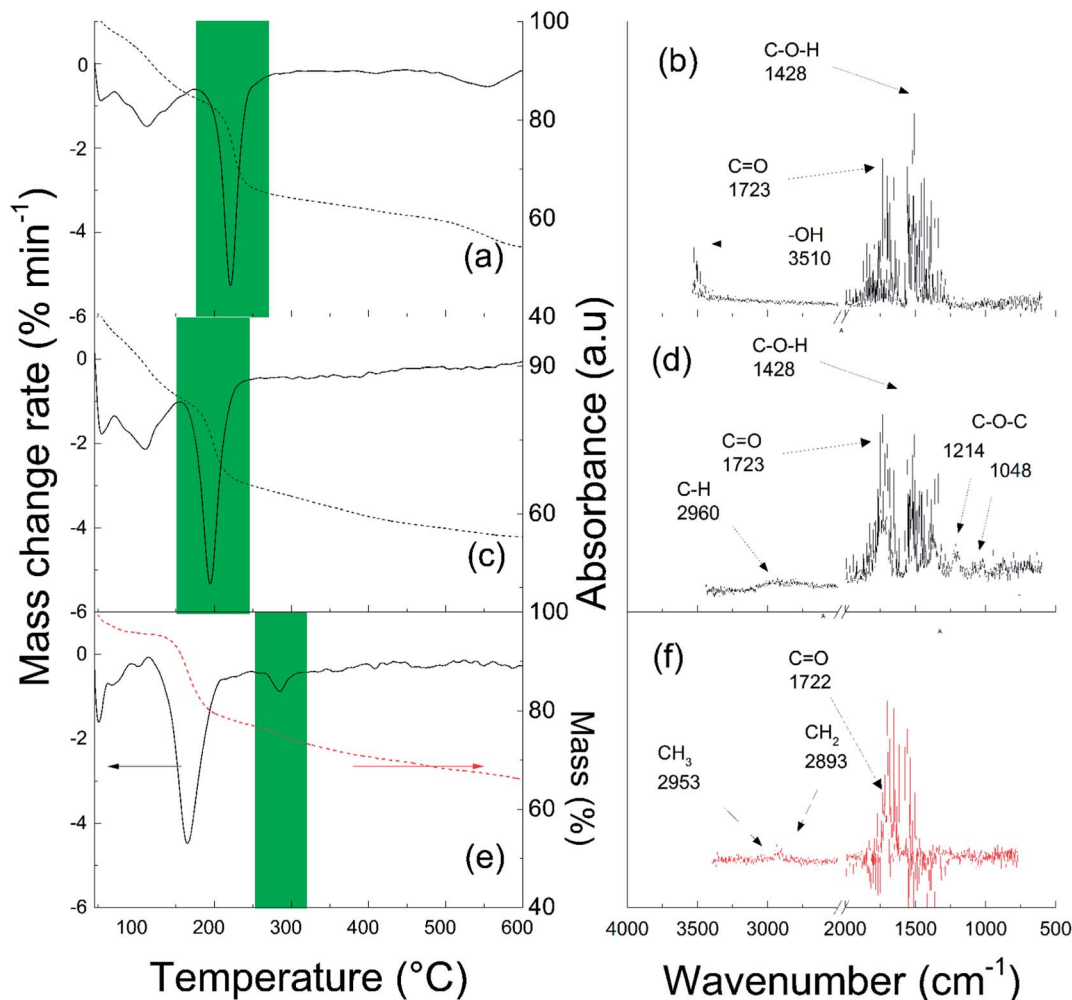 Mass change rate (% min⁻¹)
0
-2
-4
-6
100
80
60
40
(a)
0
-2
-4
-6
90
60
(c)
0
-2
-4
-6
100
80
60
40
(e)
Mass (%)
100
200
300
400
500
600
Temperature (°C)
Absorbance (a.u)
(b)
C-O-H
1428
C=O
1723
-OH
3510
A
(d)
C-O-H
1428
C=O
1723
C-O-C
1214
1048
C-H
2960
A
A
(f)
C=O
1722
CH₂
2893
CH₃
2953
4000
3500
3000
2500
2000
1500
1000
500
Wavenumber (cm⁻¹)